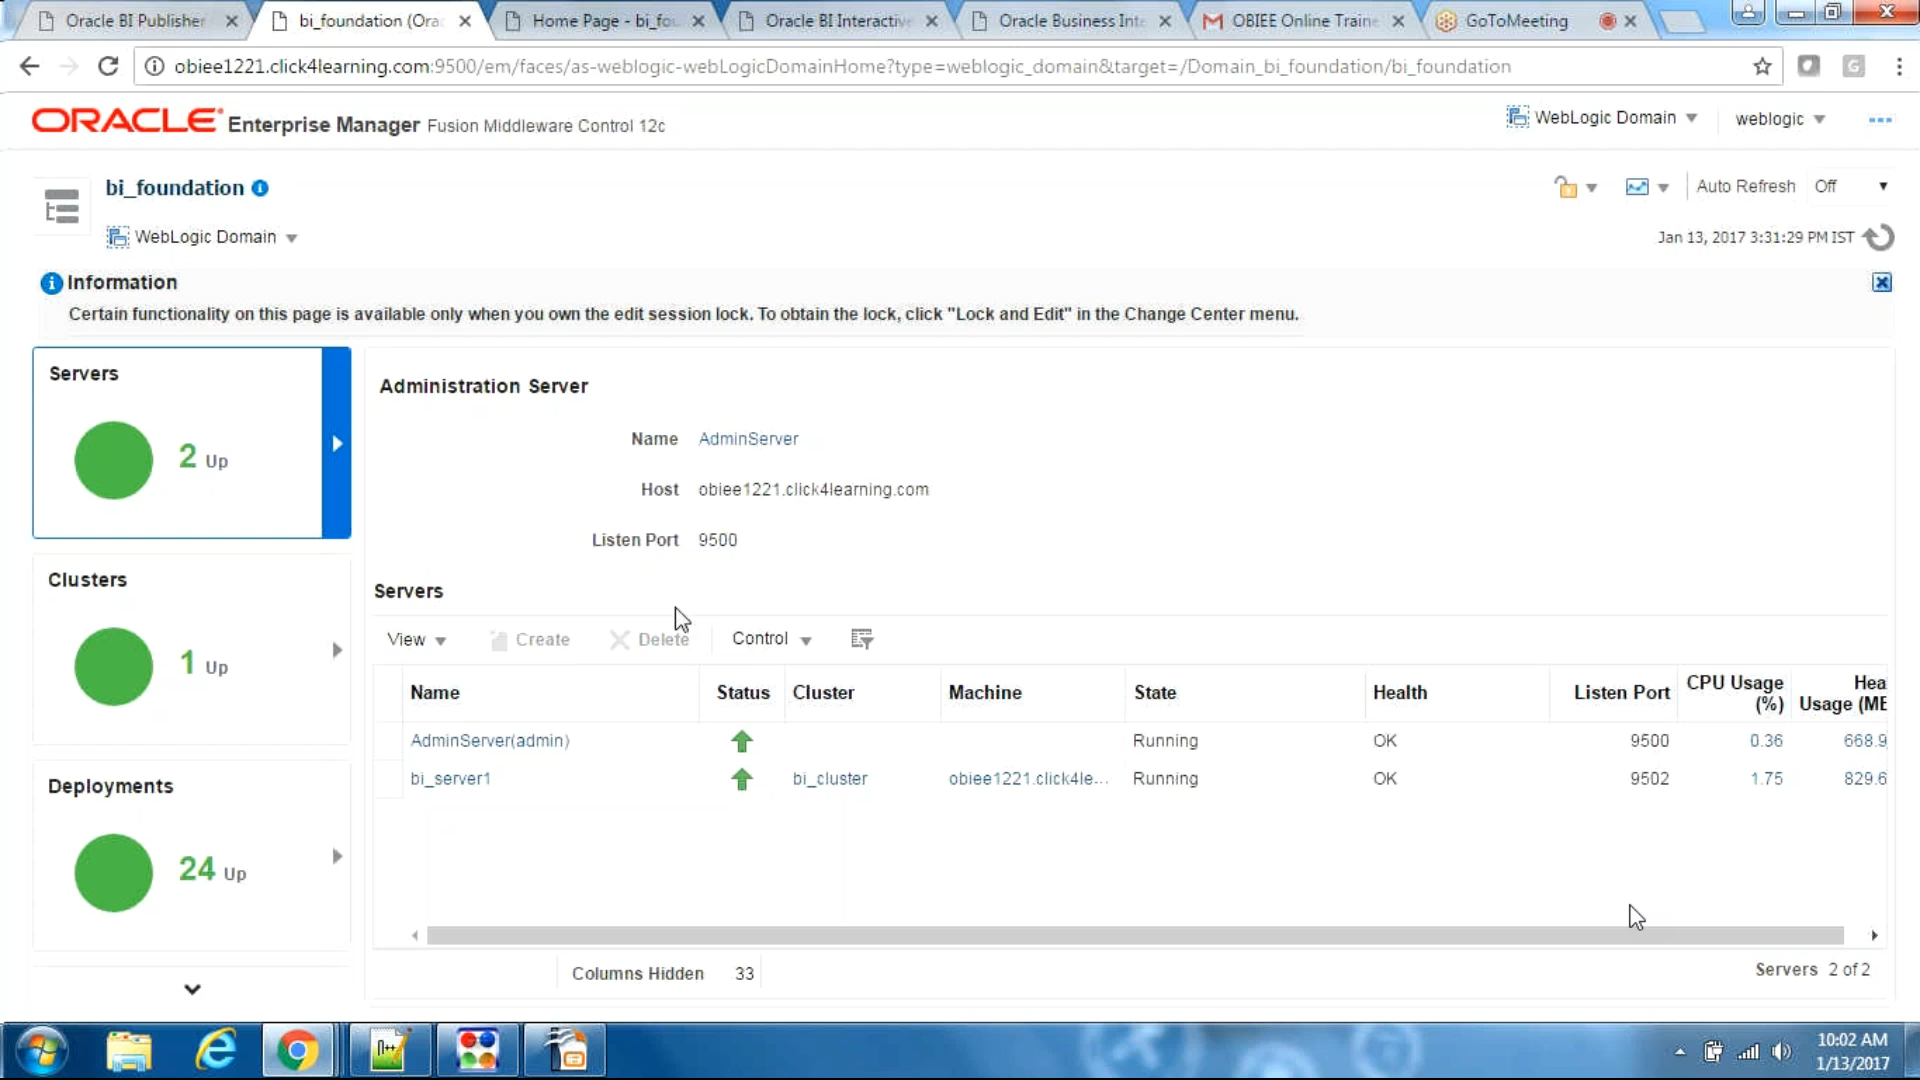 Oracle BI Publisher
bi_foundation (Ora
Home Page - bi_fou
Oracle BI Interactive
Oracle Business Inte
OBIEE Online Traine
GoToMeeting
obiee1221.click4learning.com:9500/em/faces/as-weblogic-webLogicDomainHome?type=weblogic_domain&target=/Domain_bi_foundation/bi_foundation
ORACLE Enterprise Manager Fusion Middleware Control 12c
WebLogic Domain
weblogic
bi_foundation
Auto Refresh Off
WebLogic Domain
Jan 13, 2017 3:31:29 PM IST
Information
Certain functionality on this page is available only when you own the edit session lock. To obtain the lock, click "Lock and Edit" in the Change Center menu.
Servers
2 Up
Clusters
1 Up
Deployments
24 Up
Administration Server
Name AdminServer
Host obiee1221.click4learning.com
Listen Port 9500
Servers
View Create Delete Control
Name Status Cluster Machine State Health Listen Port CPU Usage (%) Hea Usage (ME
AdminServer(admin) Running OK 9500 0.36 668.9
bi_server1 bi_cluster obiee1221.click4le... Running OK 9502 1.75 829.6
Columns Hidden 33
Servers 2 of 2
10:02 AM
1/13/2017